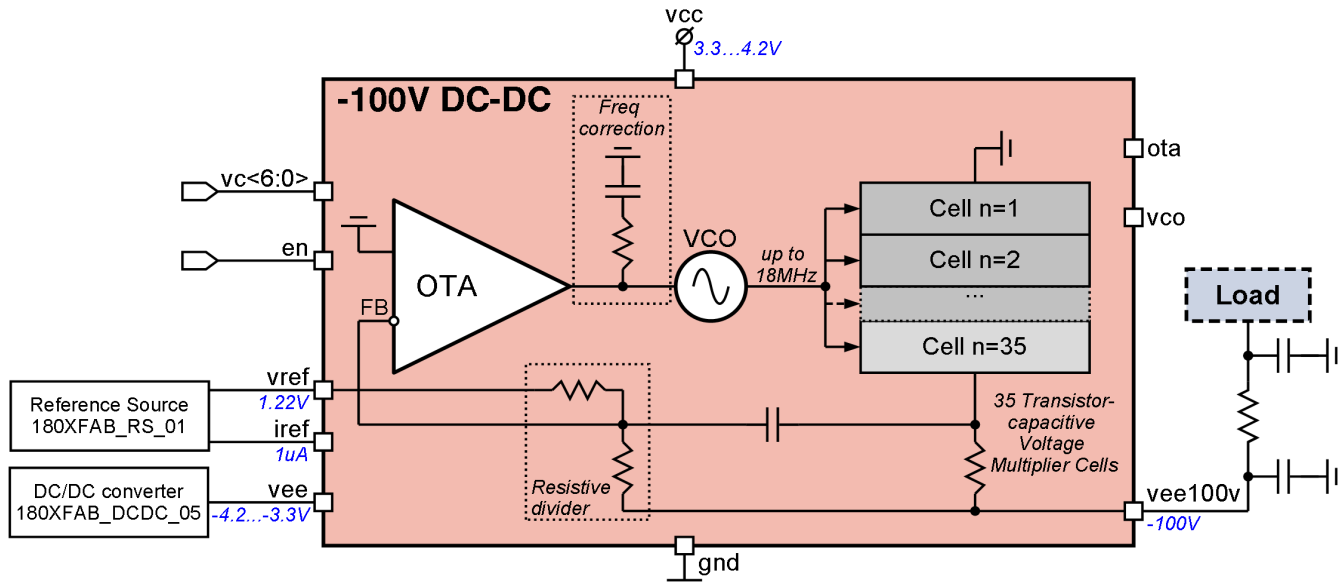 vcc
3.3...4.2V
-100V DC-DC
Freq
correction
vc<6:0>
en
OTA
FB
VCO
up to
18MHz
Cell n=1
Cell n=2
...
Cell n=35
ota
vco
Load
vref
1.22V
Reference Source
180XFAB_RS_01
iref
1uA
DC/DC converter
180XFAB_DCDC_05
vee
-4.2...-3.3V
Resistive
divider
35 Transistor-
capacitive
Voltage
Multiplier Cells
vee100v
-100V
gnd